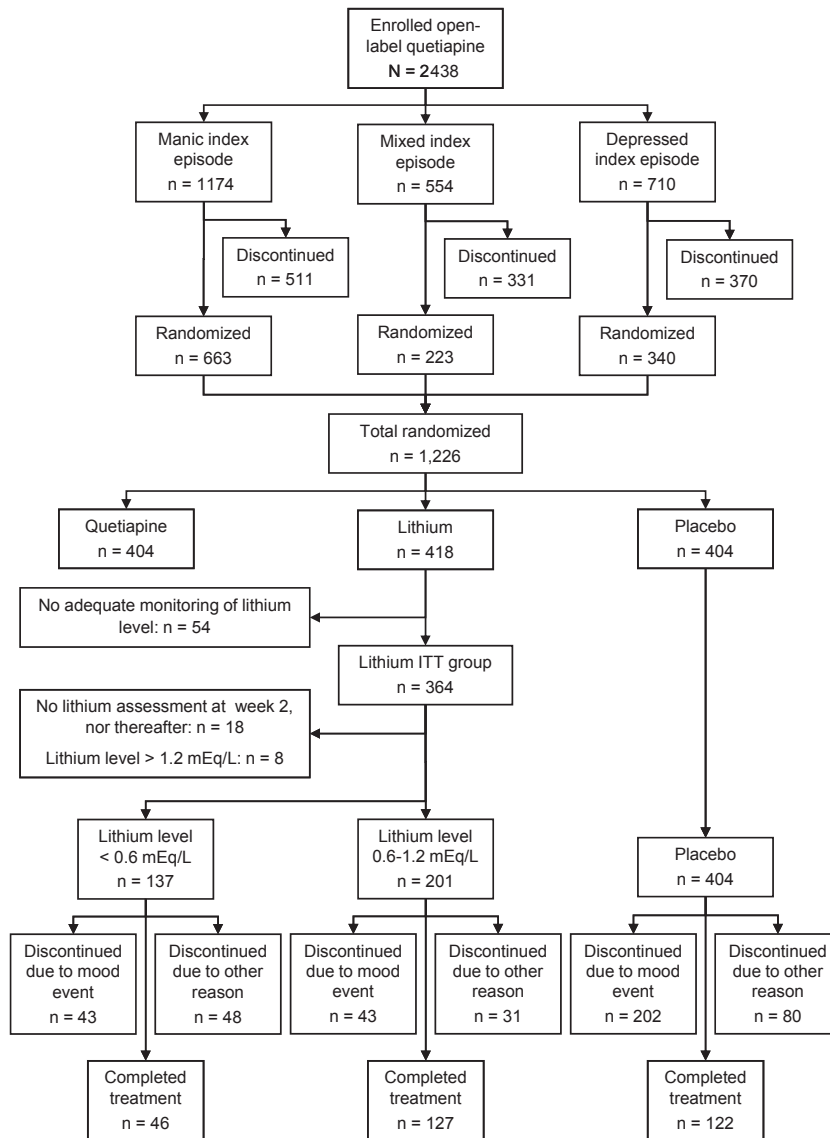 Enrolled open-
label quetiapine
N = 2438
Manic index
episode
n = 1174
Mixed index
episode
n = 554
Depressed
index episode
n = 710
Discontinued
n = 511
Discontinued
n = 331
Discontinued
n = 370
Randomized
n = 663
Randomized
n = 223
Randomized
n = 340
Total randomized
n = 1,226
Quetiapine
n = 404
Lithium
n = 418
Placebo
n = 404
No adequate monitoring of lithium
level: n = 54
Lithium ITT group
n = 364
No lithium assessment at week 2,
nor thereafter: n = 18
Lithium level > 1.2 mEq/L: n = 8
Lithium level
< 0.6 mEq/L
n = 137
Lithium level
0.6-1.2 mEq/L
n = 201
Placebo
n = 404
Discontinued
due to mood
event
n = 43
Discontinued
due to other
reason
n = 48
Discontinued
due to mood
event
n = 43
Discontinued
due to other
reason
n = 31
Discontinued
due to mood
event
n = 202
Discontinued
due to other
reason
n = 80
Completed
treatment
n = 46
Completed
treatment
n = 127
Completed
treatment
n = 122